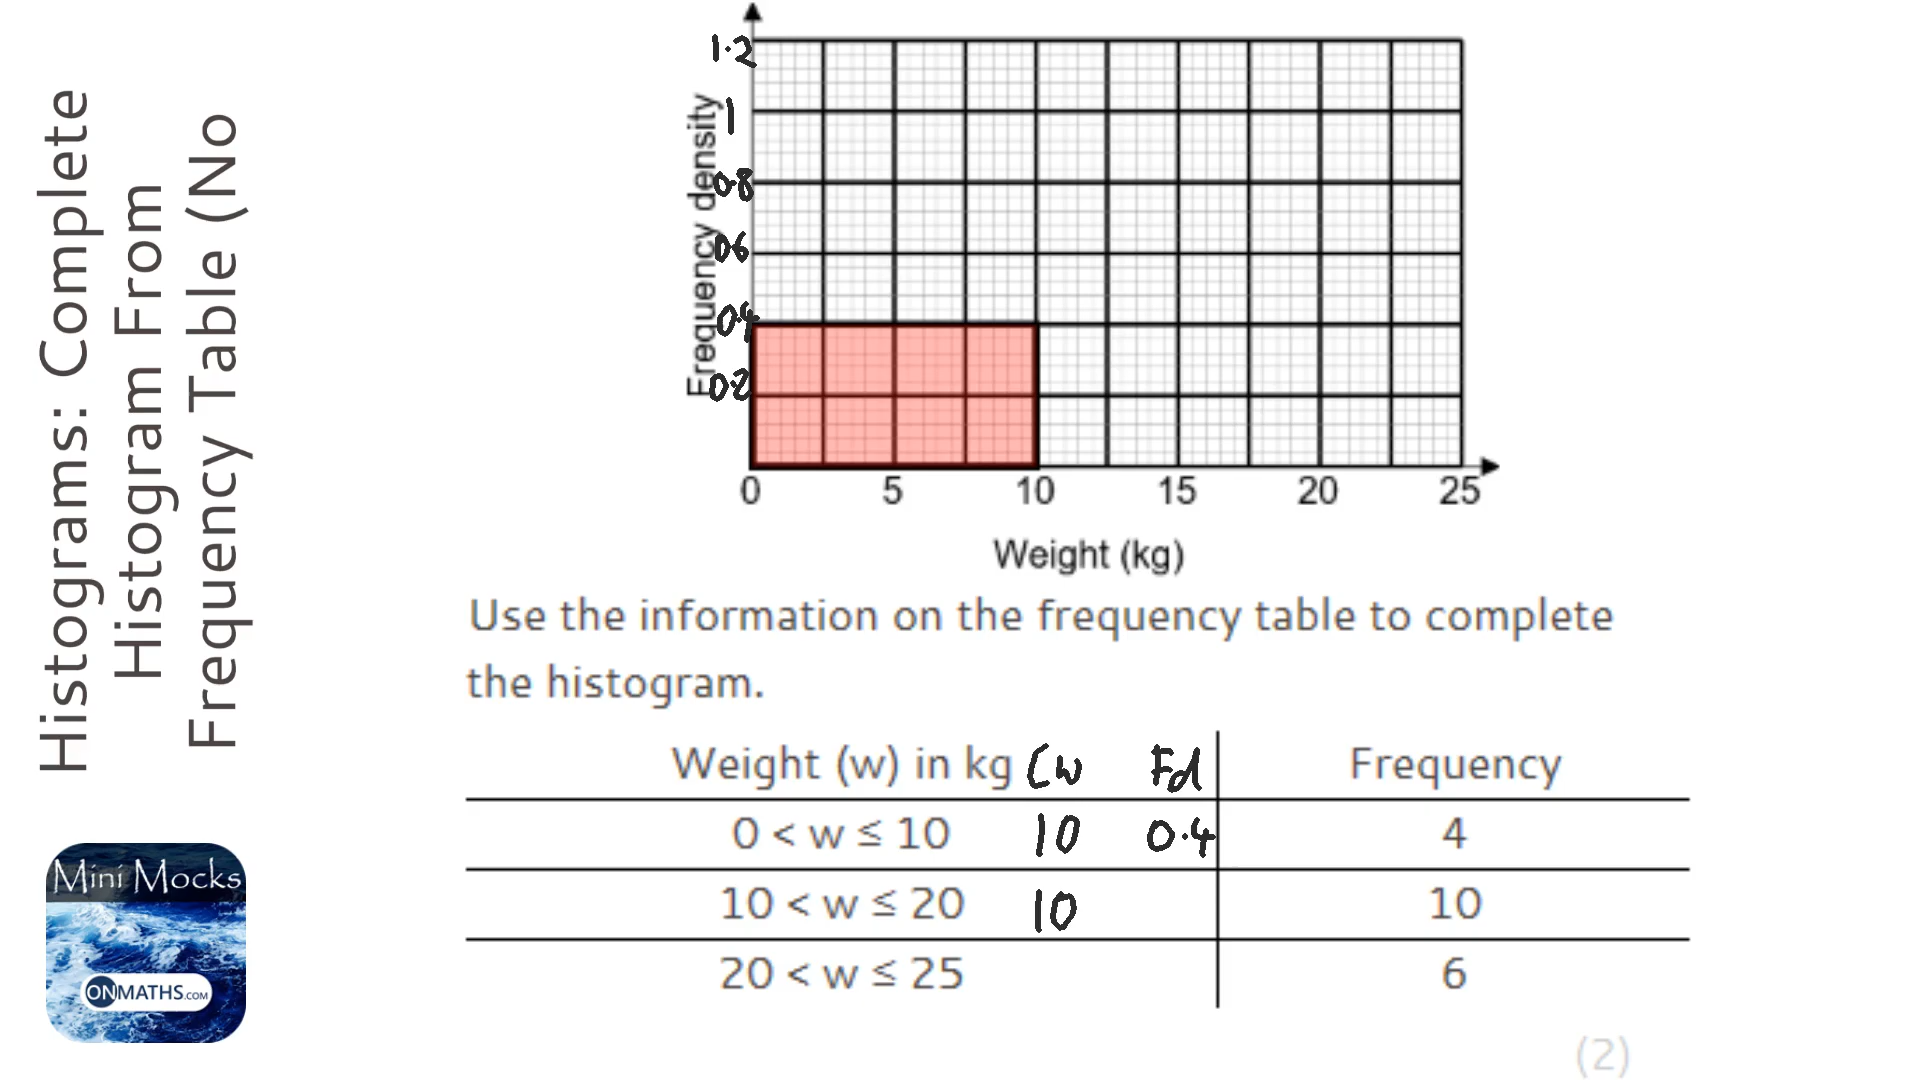 Histograms: Complete
Histogram From
Frequency Table (No
Mini Mocks
ONMATHS.COM
1.2
1
0.8
0.6
0.4
0.2
Frequency density
0 5 10 15 20 25
Weight (kg)
Use the information on the frequency table to complete
the histogram.
Weight (w) in kg Cw Fd Frequency
0 < w ≤ 10 10 0.4 4
10 < w ≤ 20 10 10
20 < w ≤ 25 6
(2)